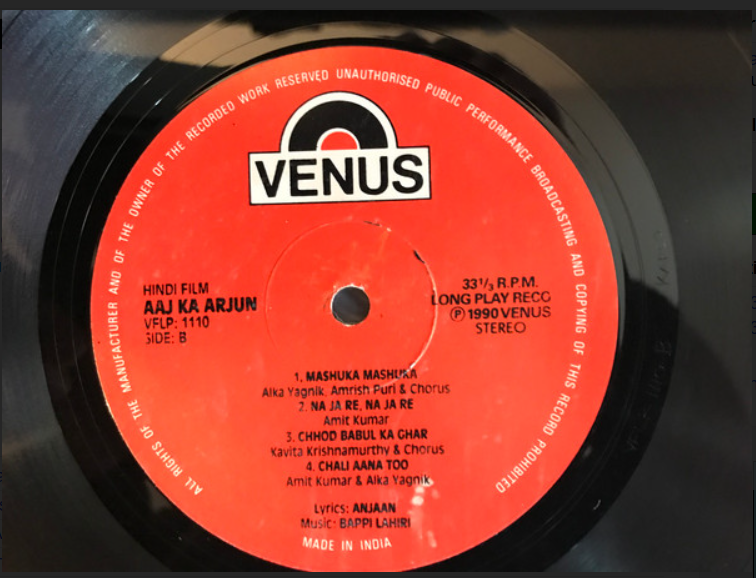 ALL RIGHTS OF THE MANUFACTURER AND OF THE OWNER OF THE RECORDED WORK RESERVED UNAUTHORISED PUBLIC PERFORMANCE BROADCASTING AND COPYING OF THIS RECORD PROHIBITED
VENUS
HINDI FILM
AAJ KA ARJUN
VFLP: 1110
SIDE: B
33 1/3 R.P.M.
LONG PLAY RECO
Ⓟ 1990 VENUS
STEREO
1. MASHUKA MASHUKA
Alka Yagnik, Amrish Puri & Chorus
2. NA JA RE, NA JA RE
Amit Kumar
3. CHHOD BABUL KA GHAR
Kavita Krishnamurthy & Chorus
4. CHALI AANA TOO
Amit Kumar & Alka Yagnik
Lyrics: ANJAAN
Music: BAPPI LAHIRI
MADE IN INDIA